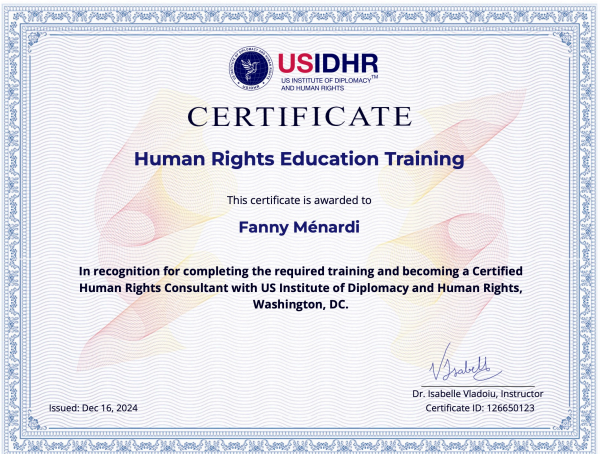 USIDHR
US INSTITUTE OF DIPLOMACY™
AND HUMAN RIGHTS
CERTIFICATE
Human Rights Education Training
This certificate is awarded to
Fanny Ménardi
In recognition for completing the required training and becoming a Certified
Human Rights Consultant with US Institute of Diplomacy and Human Rights,
Washington, DC.
Dr. Isabelle Vladoiu, Instructor
Issued: Dec 16, 2024
Certificate ID: 126650123